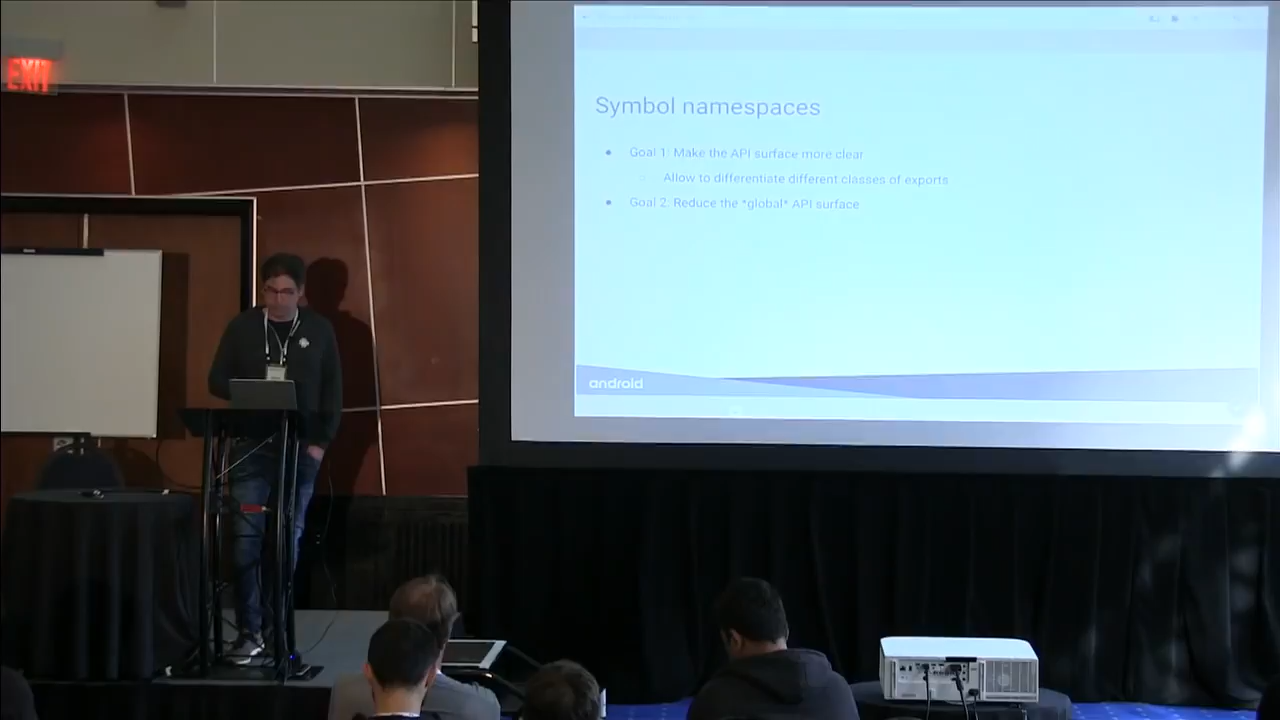 EXIT
Symbol namespaces
Goal 1: Make the API surface more clear
Allow to differentiate different classes of exports
Goal 2: Reduce the *global* API surface
android